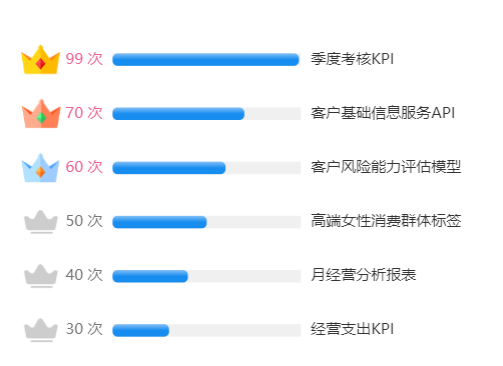 99 次 季度考核KPI
70 次 客户基础信息服务API
60 次 客户风险能力评估模型
50 次 高端女性消费群体标签
40 次 月经营分析报表
30 次 经营支出KPI